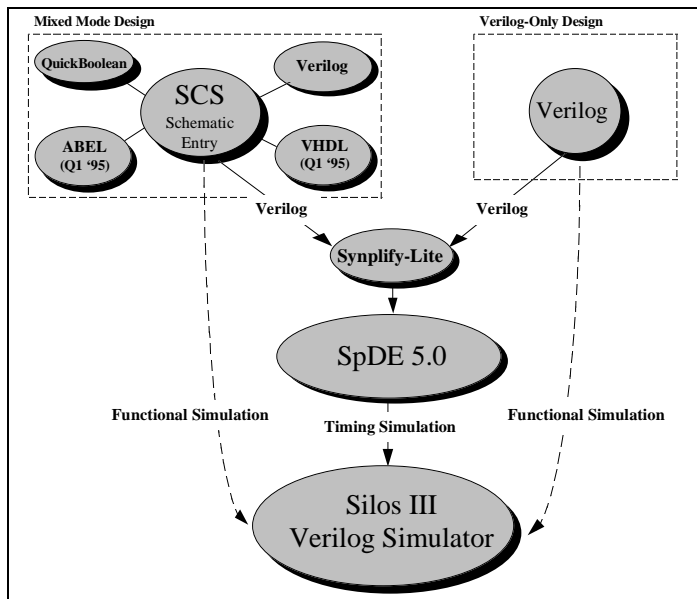 Mixed Mode Design
Verilog-Only Design
QuickBoolean
Verilog
SCS
Schematic
Entry
Verilog
ABEL
(Q1 ‘95)
VHDL
(Q1 ‘95)
Verilog
Verilog
Synplify-Lite
SpDE 5.0
Functional Simulation
Timing Simulation
Functional Simulation
Silos III
Verilog Simulator